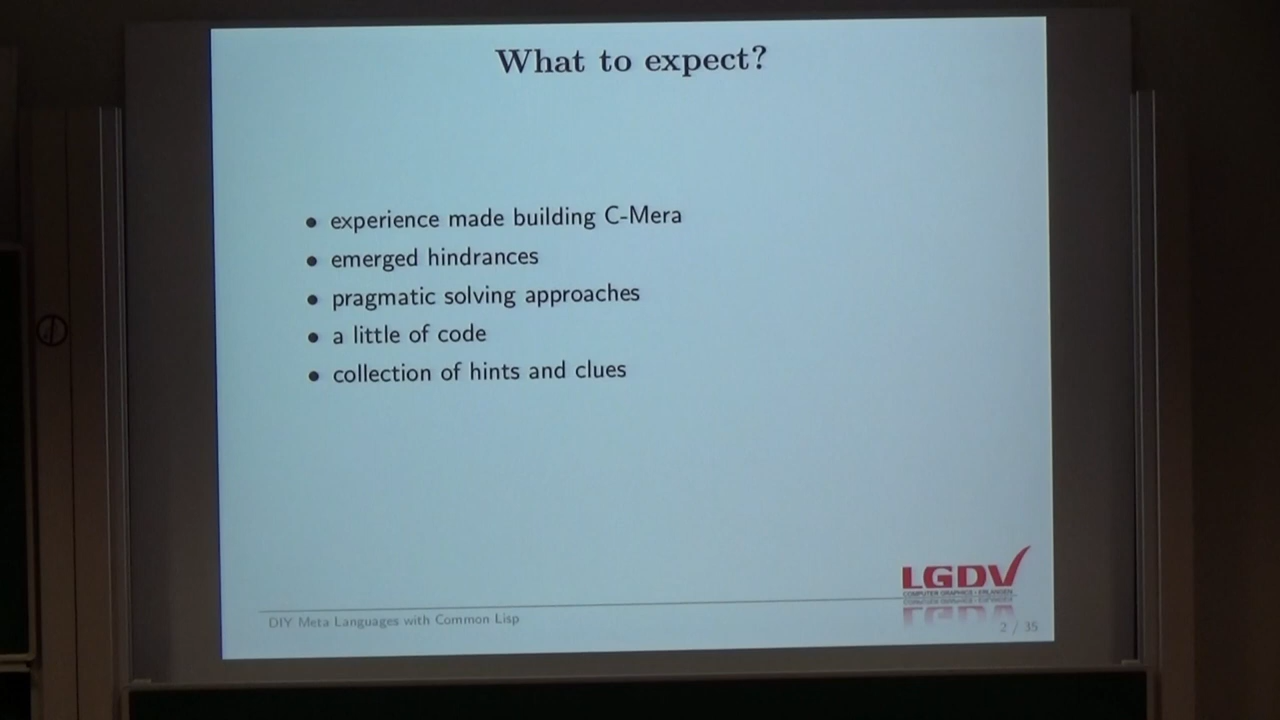 What to expect?
• experience made building C-Mera
• emerged hindrances
• pragmatic solving approaches
• a little of code
• collection of hints and clues
LGDV
COMPUTER GRAPHICS • ERLANGEN
DIY Meta Languages with Common Lisp
2 / 35